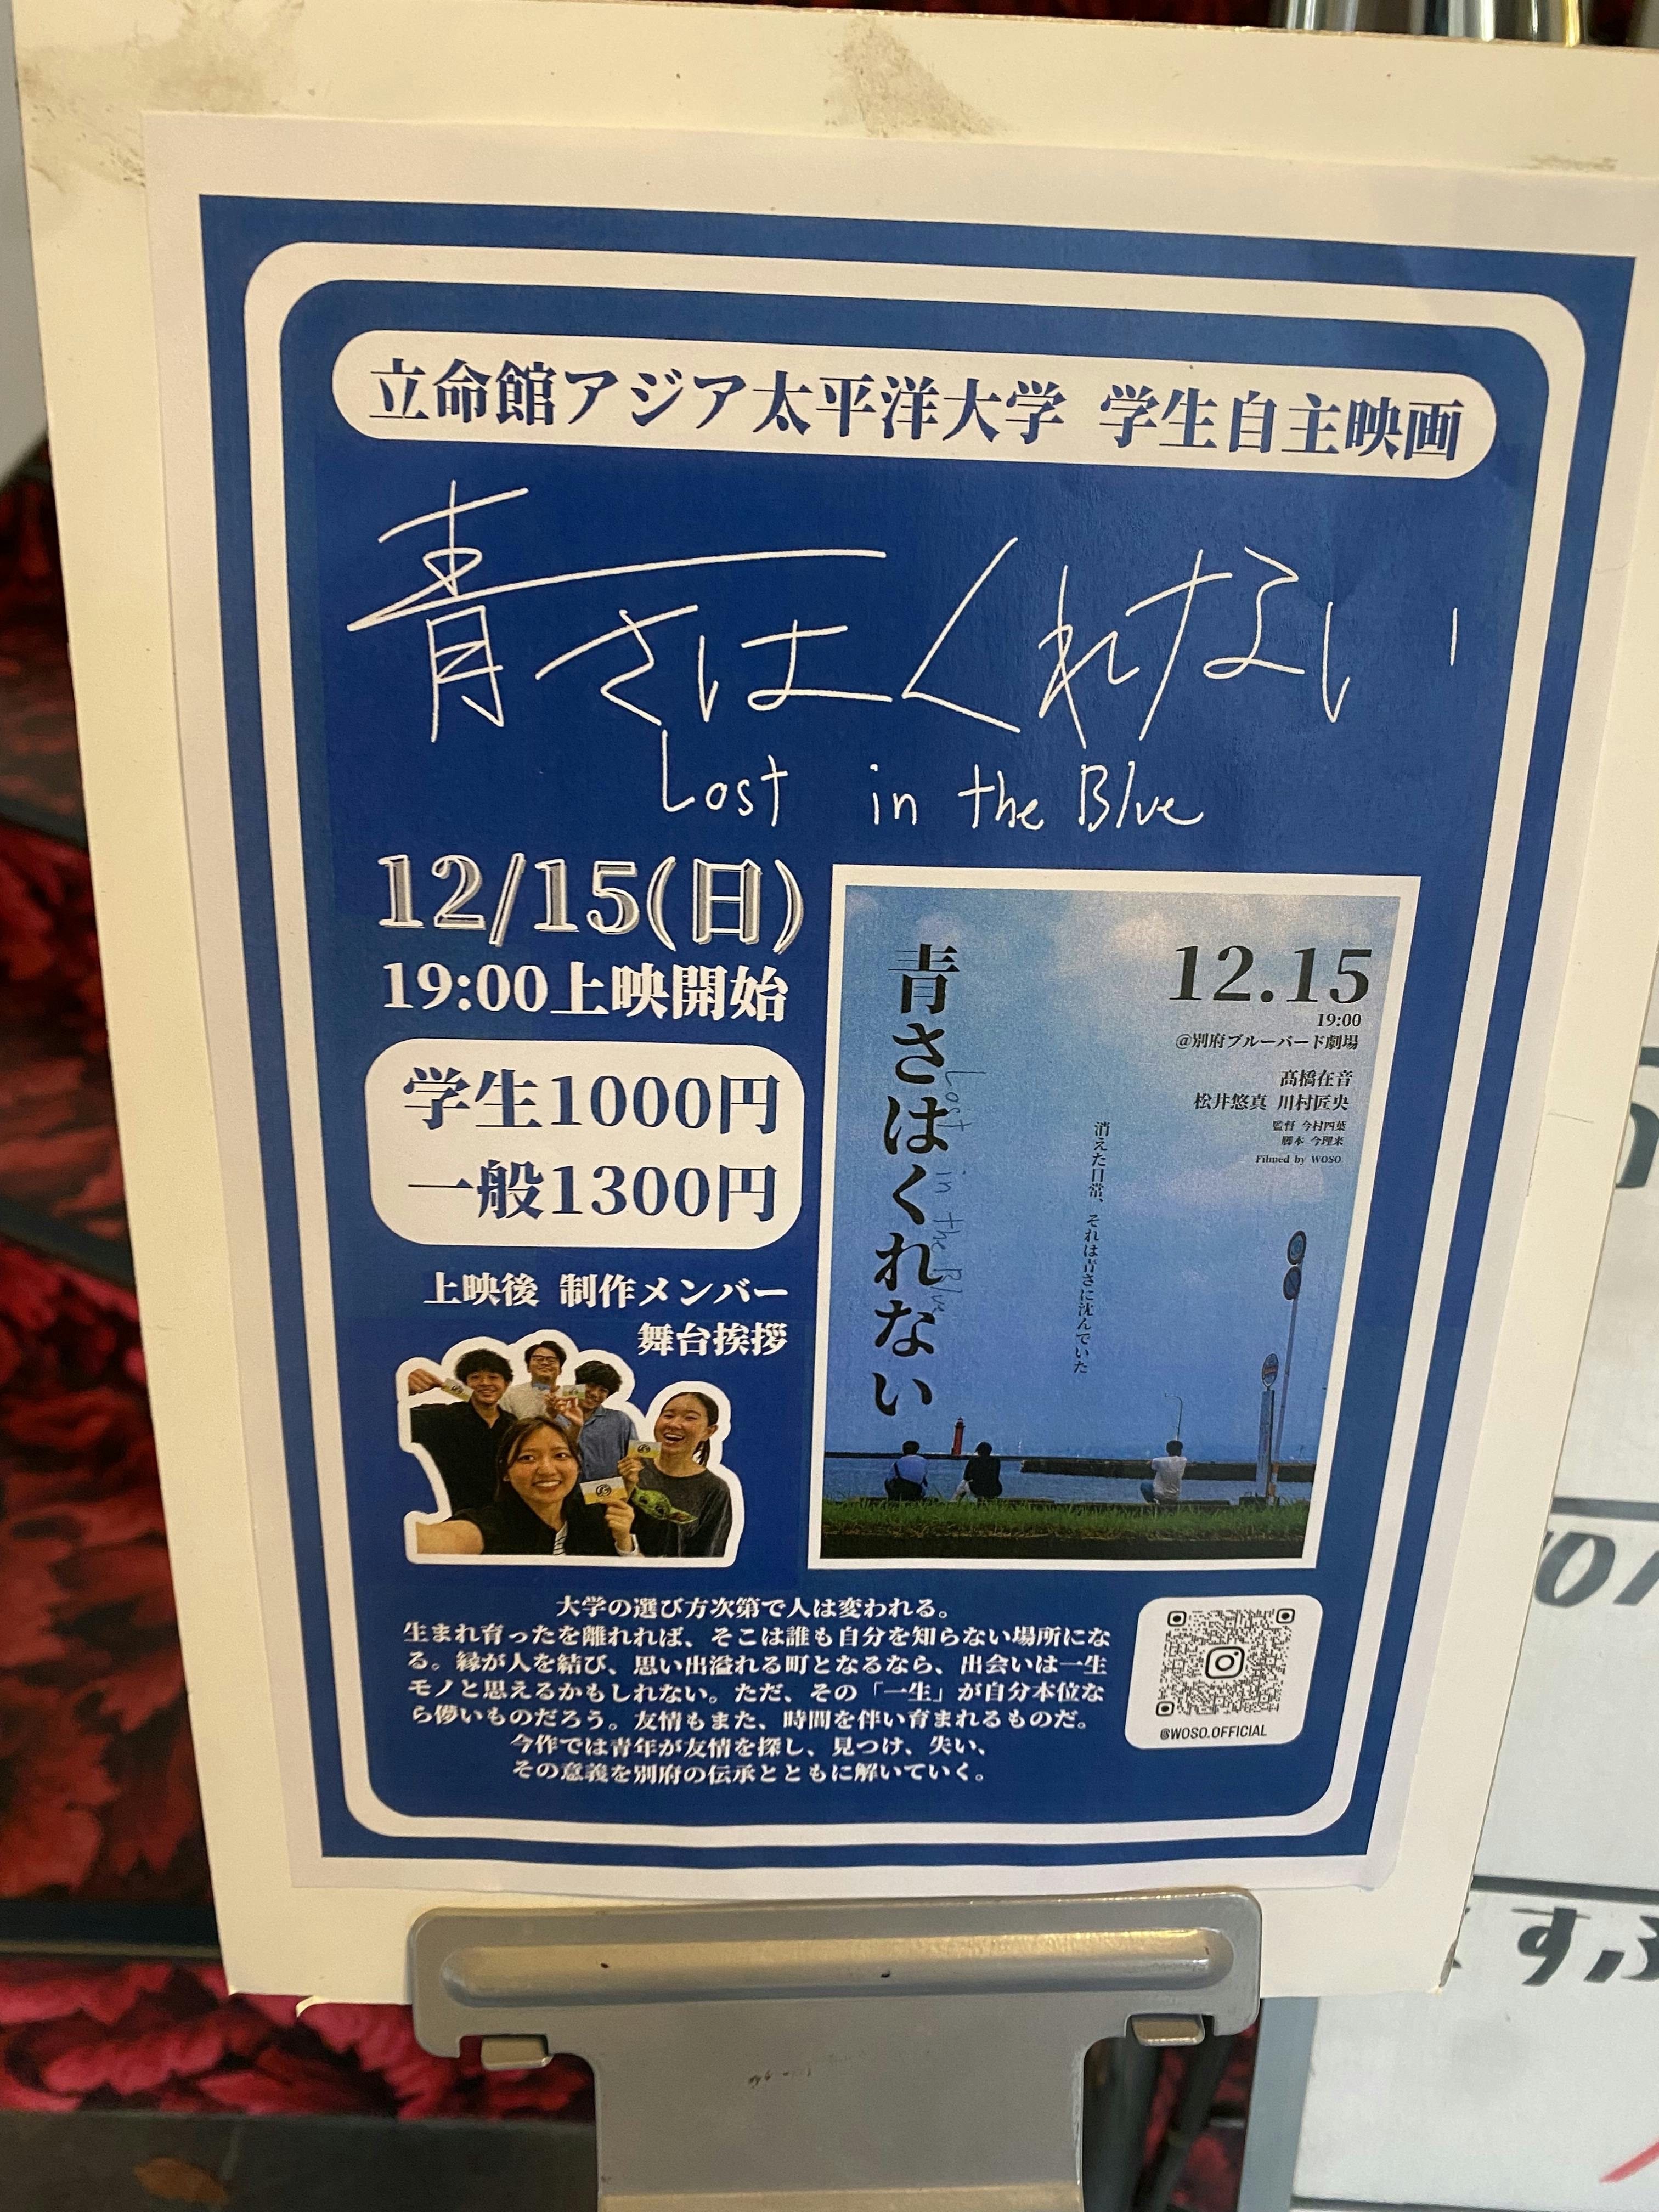 立命館アジア太平洋大学 学生自主映画
青さはくれない
Lost in the Blue
12/15(日)
19:00上映開始
学生1000円
一般1300円
上映後 制作メンバー
舞台挨拶
青さはくれない
Lost in the Blue
12.15
19:00
@別府ブルーバード劇場
髙橋在音
松井悠真 川村匠央
監督 今村四葉
脚本 今理来
Filmed by WOSO
消えた日常、それは青さに沈んでいた
大学の選び方次第で人は変われる。
生まれ育ったを離れれば、そこは誰も自分を知らない場所にな
る。縁が人を結び、思い出溢れる町となるなら、出会いは一生
モノと思えるかもしれない。ただ、その「一生」が自分本位な
ら儚いものだろう。友情もまた、時間を伴い育まれるものだ。
今作では青年が友情を探し、見つけ、失い、
その意義を別府の伝承とともに解いていく。
@WOSO.OFFICIAL